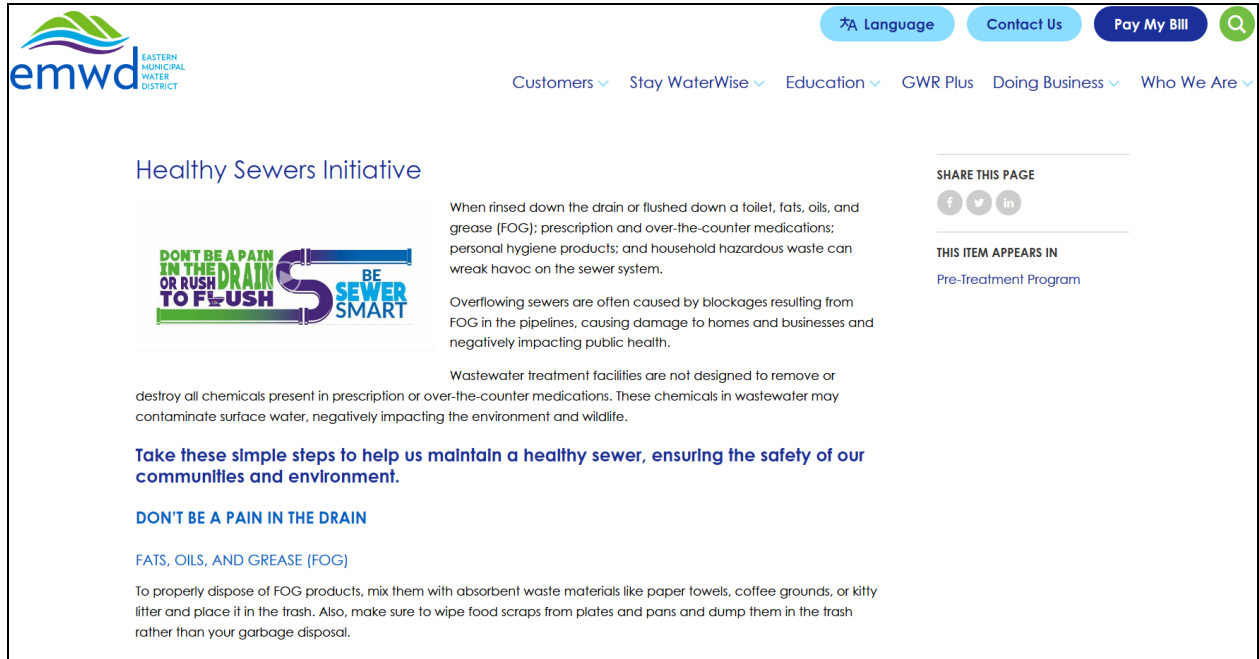 文A Language
Contact Us
Pay My Bill
emwd
EASTERN
MUNICIPAL
WATER
DISTRICT
Customers
Stay WaterWise
Education
GWR Plus
Doing Business
Who We Are
Healthy Sewers Initiative
DON'T BE A PAIN
IN THE DRAIN
OR RUSH
TO FLUSH
BE
SEWER
SMART
When rinsed down the drain or flushed down a toilet, fats, oils, and
grease (FOG); prescription and over-the-counter medications;
personal hygiene products; and household hazardous waste can
wreak havoc on the sewer system.
Overflowing sewers are often caused by blockages resulting from
FOG in the pipelines, causing damage to homes and businesses and
negatively impacting public health.
Wastewater treatment facilities are not designed to remove or
destroy all chemicals present in prescription or over-the-counter medications. These chemicals in wastewater may
contaminate surface water, negatively impacting the environment and wildlife.
Take these simple steps to help us maintain a healthy sewer, ensuring the safety of our
communities and environment.
DON'T BE A PAIN IN THE DRAIN
FATS, OILS, AND GREASE (FOG)
To properly dispose of FOG products, mix them with absorbent waste materials like paper towels, coffee grounds, or kitty
litter and place it in the trash. Also, make sure to wipe food scraps from plates and pans and dump them in the trash
rather than your garbage disposal.
SHARE THIS PAGE
f in
THIS ITEM APPEARS IN
Pre-Treatment Program